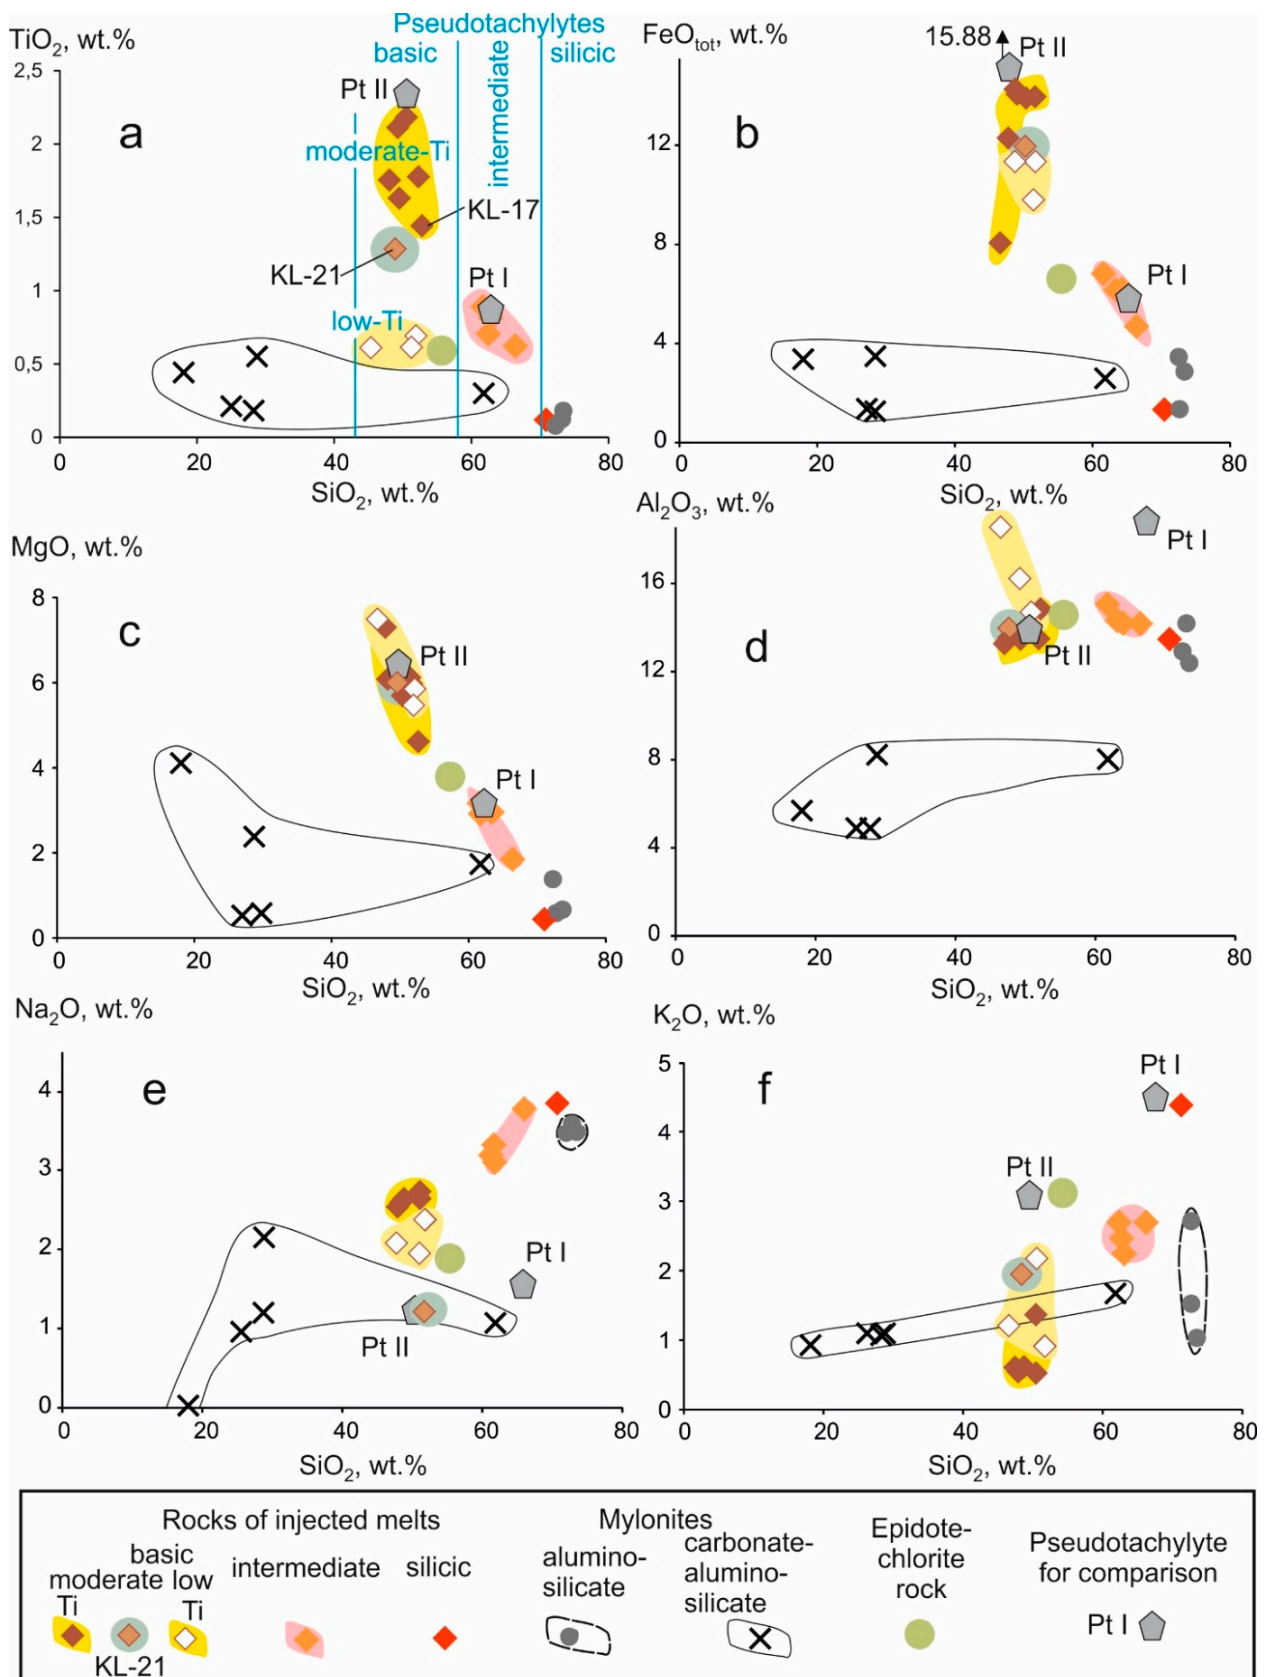 TiO2, wt.%
Pseudotachylytes
basic
intermediate
silicic
2,5
2
1,5
1
0,5
0
a
Pt II
moderate-Ti
KL-17
KL-21
Pt I
low-Ti
0 20 40 60 80
SiO2, wt.%
FeOtot, wt.%
15.88
Pt II
b
12
8
4
0
Pt I
0 20 40 60 80
SiO2, wt.%
MgO, wt.%
8
6
4
2
0
c
Pt II
Pt I
0 20 40 60 80
SiO2, wt.%
Al2O3, wt.%
16
12
8
4
0
d
Pt I
Pt II
0 20 40 60 80
SiO2, wt.%
Na2O, wt.%
4
3
2
1
0
e
Pt I
Pt II
0 20 40 60 80
SiO2, wt.%
K2O, wt.%
5
4
3
2
1
0
f
Pt I
Pt II
0 20 40 60 80
SiO2, wt.%
Rocks of injected melts
basic
moderate low
Ti Ti
KL-21
intermediate
silicic
Mylonites
alumino-
silicate
carbonate-
alumino-
silicate
Epidote-
chlorite
rock
Pseudotachylyte
for comparison
Pt I